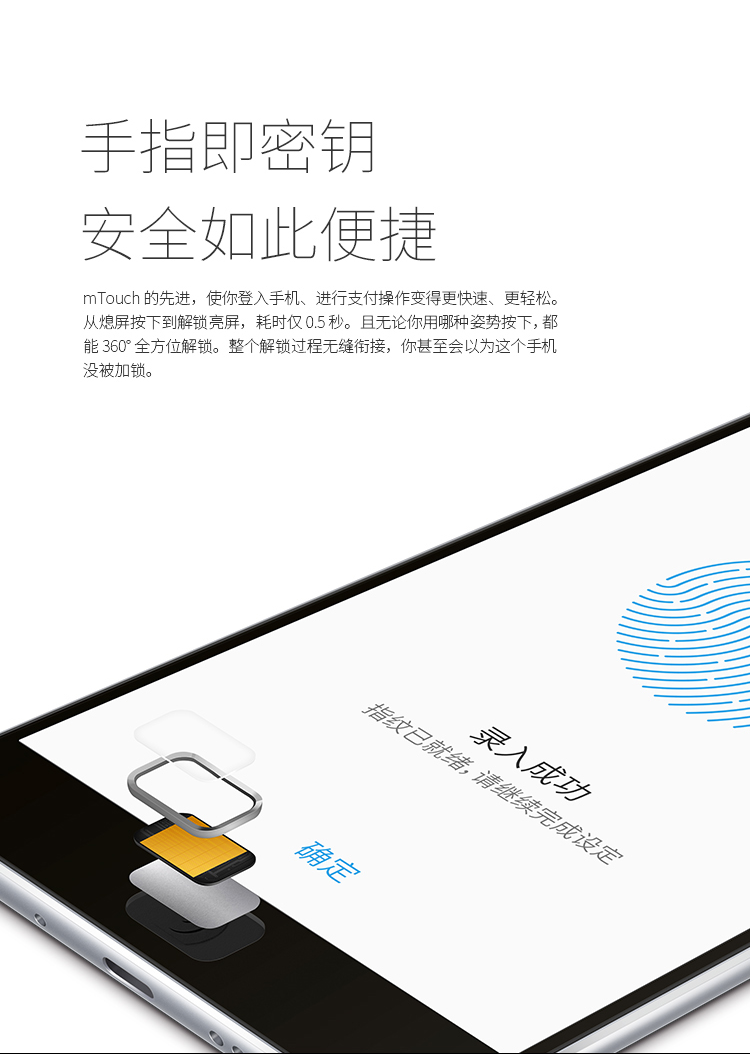 手指即密钥
安全如此便捷
mTouch 的先进，使你登入手机、进行支付操作变得更快速、更轻松。
从熄屏按下到解锁亮屏，耗时仅 0.5 秒。且无论你用哪种姿势按下，都
能 360° 全方位解锁。整个解锁过程无缝衔接，你甚至会以为这个手机
没被加锁。
录入成功
指纹已就绪，请继续完成设定
确定